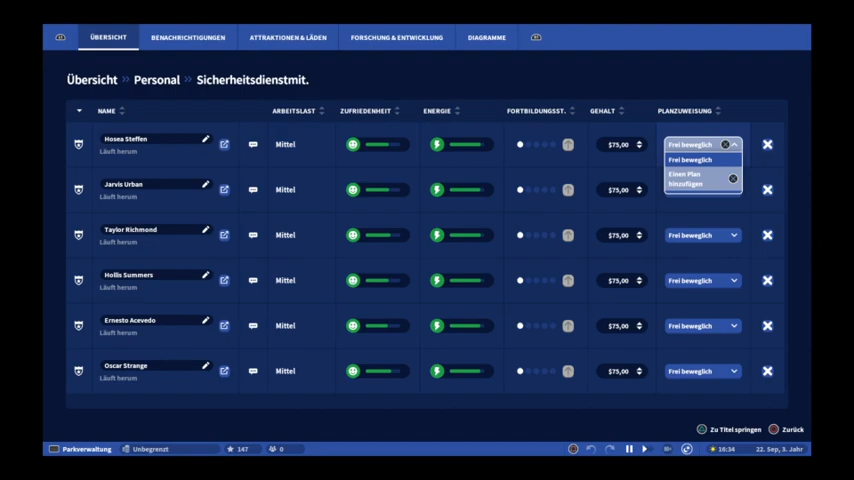 ÜBERSICHT BENACHRICHTIGUNGEN ATTRAKTIONEN & LÄDEN FORSCHUNG & ENTWICKLUNG DIAGRAMME
Übersicht » Personal » Sicherheitsdienstmit.
NAME ARBEITSLAST ZUFRIEDENHEIT ENERGIE FORTBILDUNGSST. GEHALT PLANZUWEISUNG
Hosea Steffen
Läuft herum
Mittel $75,00 Frei beweglich
Frei beweglich
Einen Plan
hinzufügen
Jarvis Urban
Läuft herum
Mittel $75,00
Taylor Richmond
Läuft herum
Mittel $75,00 Frei beweglich
Hollis Summers
Läuft herum
Mittel $75,00 Frei beweglich
Ernesto Acevedo
Läuft herum
Mittel $75,00 Frei beweglich
Oscar Strange
Läuft herum
Mittel $75,00 Frei beweglich
Zu Titel springen Zurück
Parkverwaltung Unbegrenzt 147 0 16:34 22. Sep, 3. Jahr